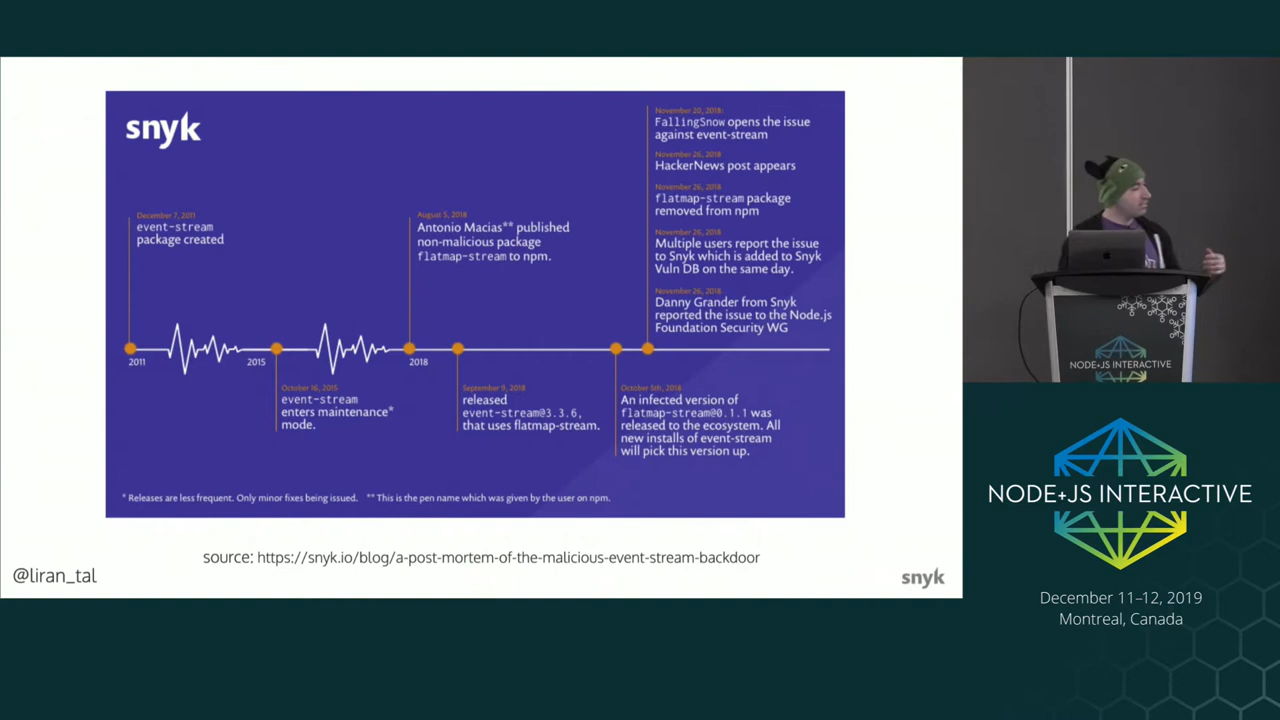 snyk
December 7, 2011
event-stream
package created
August 5, 2018
Antonio Macias** published
non-malicious package
flatmap-stream to npm.
November 20, 2018:
FallingSnow opens the issue
against event-stream
November 26, 2018
HackerNews post appears
November 26, 2018
flatmap-stream package
removed from npm
November 26, 2018
Multiple users report the issue
to Snyk which is added to Snyk
Vuln DB on the same day.
November 26, 2018
Danny Grander from Snyk
reported the issue to the Node.js
Foundation Security WG
2011
2015
2018
October 16, 2015
event-stream
enters maintenance*
mode.
September 9, 2018
released
event-stream@3.3.6,
that uses flatmap-stream.
October 5th, 2018
An infected version of
flatmap-stream@0.1.1 was
released to the ecosystem. All
new installs of event-stream
will pick this version up.
* Releases are less frequent. Only minor fixes being issued. ** This is the pen name which was given by the user on npm.
source: https://snyk.io/blog/a-post-mortem-of-the-malicious-event-stream-backdoor
@liran_tal
snyk
NODE+JS INTERACTIVE
NODE+JS INTERACTIVE
December 11–12, 2019
Montreal, Canada